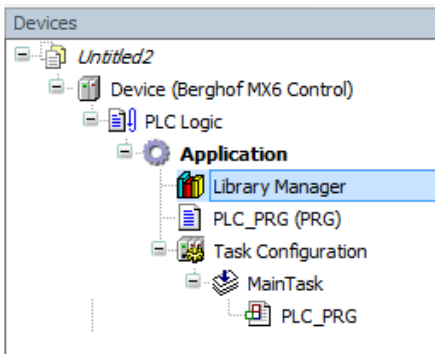 Devices
Untitled2
Device (Berghof MX6 Control)
PLC Logic
Application
Library Manager
PLC_PRG (PRG)
Task Configuration
MainTask
PLC_PRG